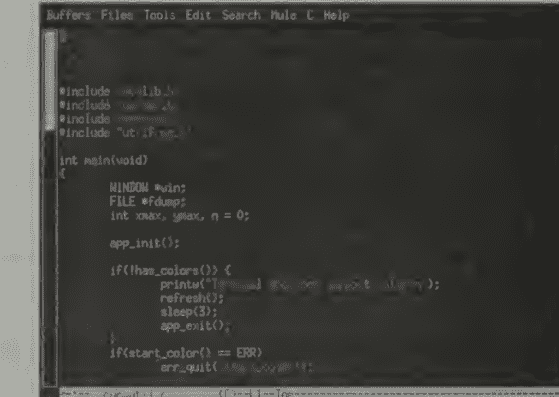 Buffers Files Tools Edit Search Mule C Help
#include
#include
#include
#include
int main(void)
{
WINDOW *win;
FILE *fdump;
int xmax, ymax, n = 0;
app_init();
if(!has_colors()) {
printw("
refresh();
sleep(3);
app_exit();
}
if(start_color() == ERR)
err_quit(